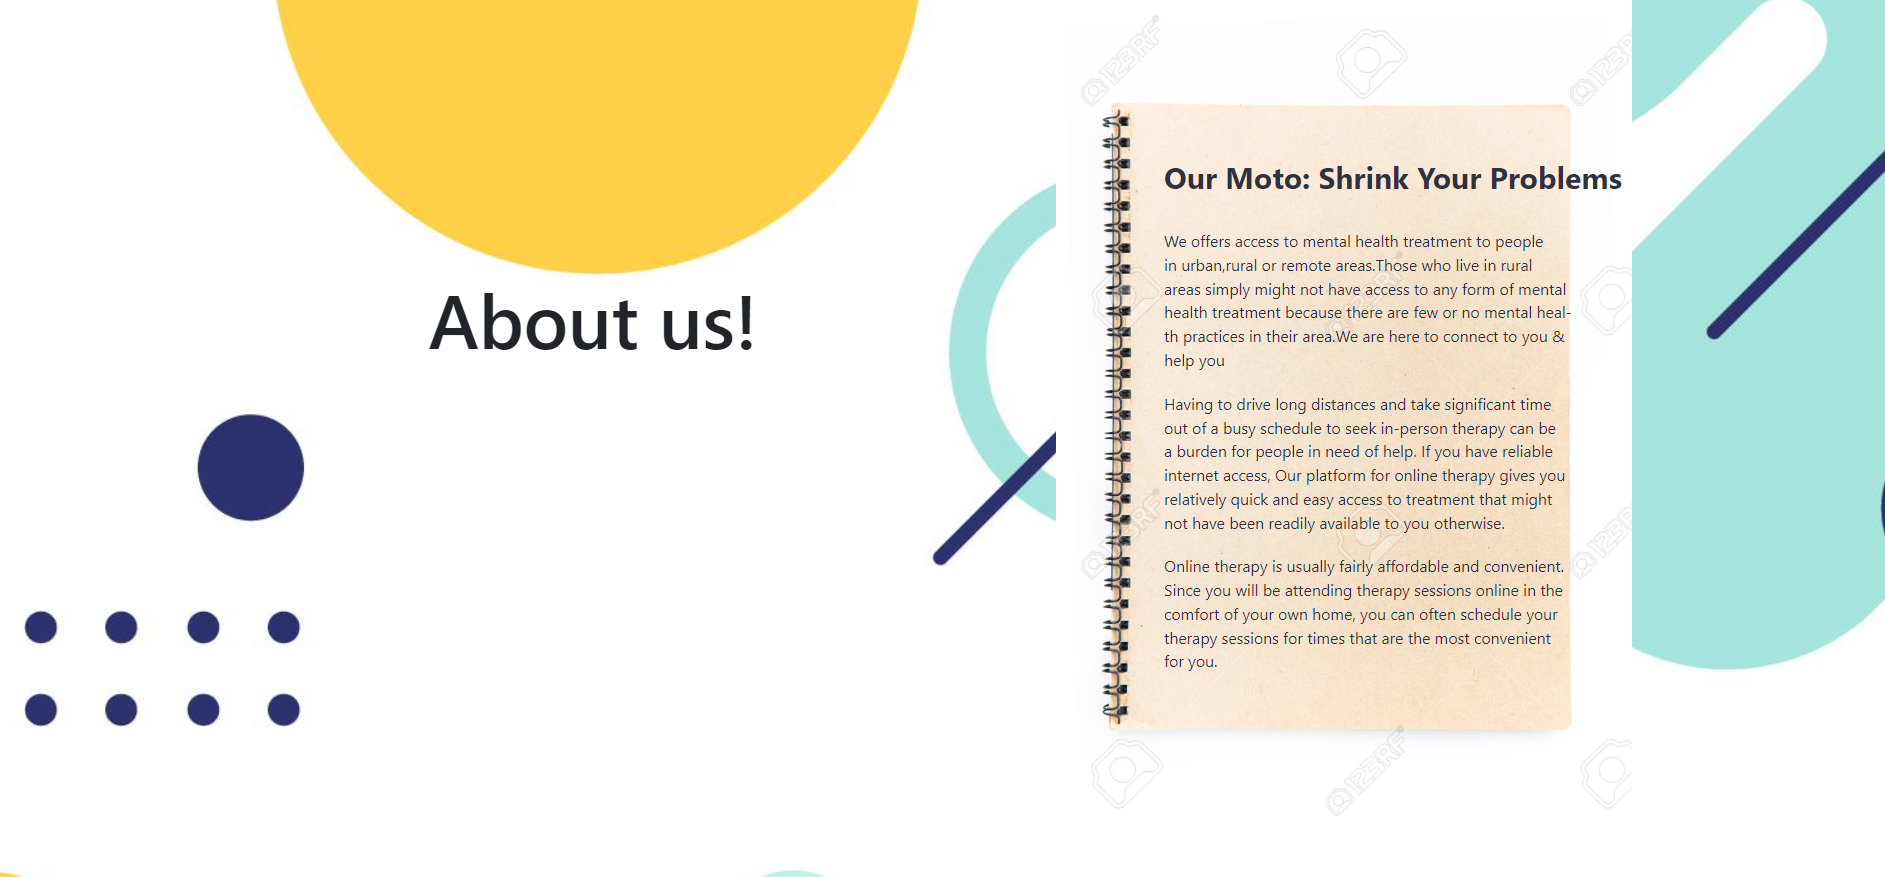 About us!
Our Moto: Shrink Your Problems
We offers access to mental health treatment to people
in urban,rural or remote areas.Those who live in rural
areas simply might not have access to any form of mental
health treatment because there are few or no mental heal-
th practices in their area.We are here to connect to you &
help you
Having to drive long distances and take significant time
out of a busy schedule to seek in-person therapy can be
a burden for people in need of help. If you have reliable
internet access, Our platform for online therapy gives you
relatively quick and easy access to treatment that might
not have been readily available to you otherwise.
Online therapy is usually fairly affordable and convenient.
Since you will be attending therapy sessions online in the
comfort of your own home, you can often schedule your
therapy sessions for times that are the most convenient
for you.
123RF
123RF
123RF
123RF
123RF
123RF